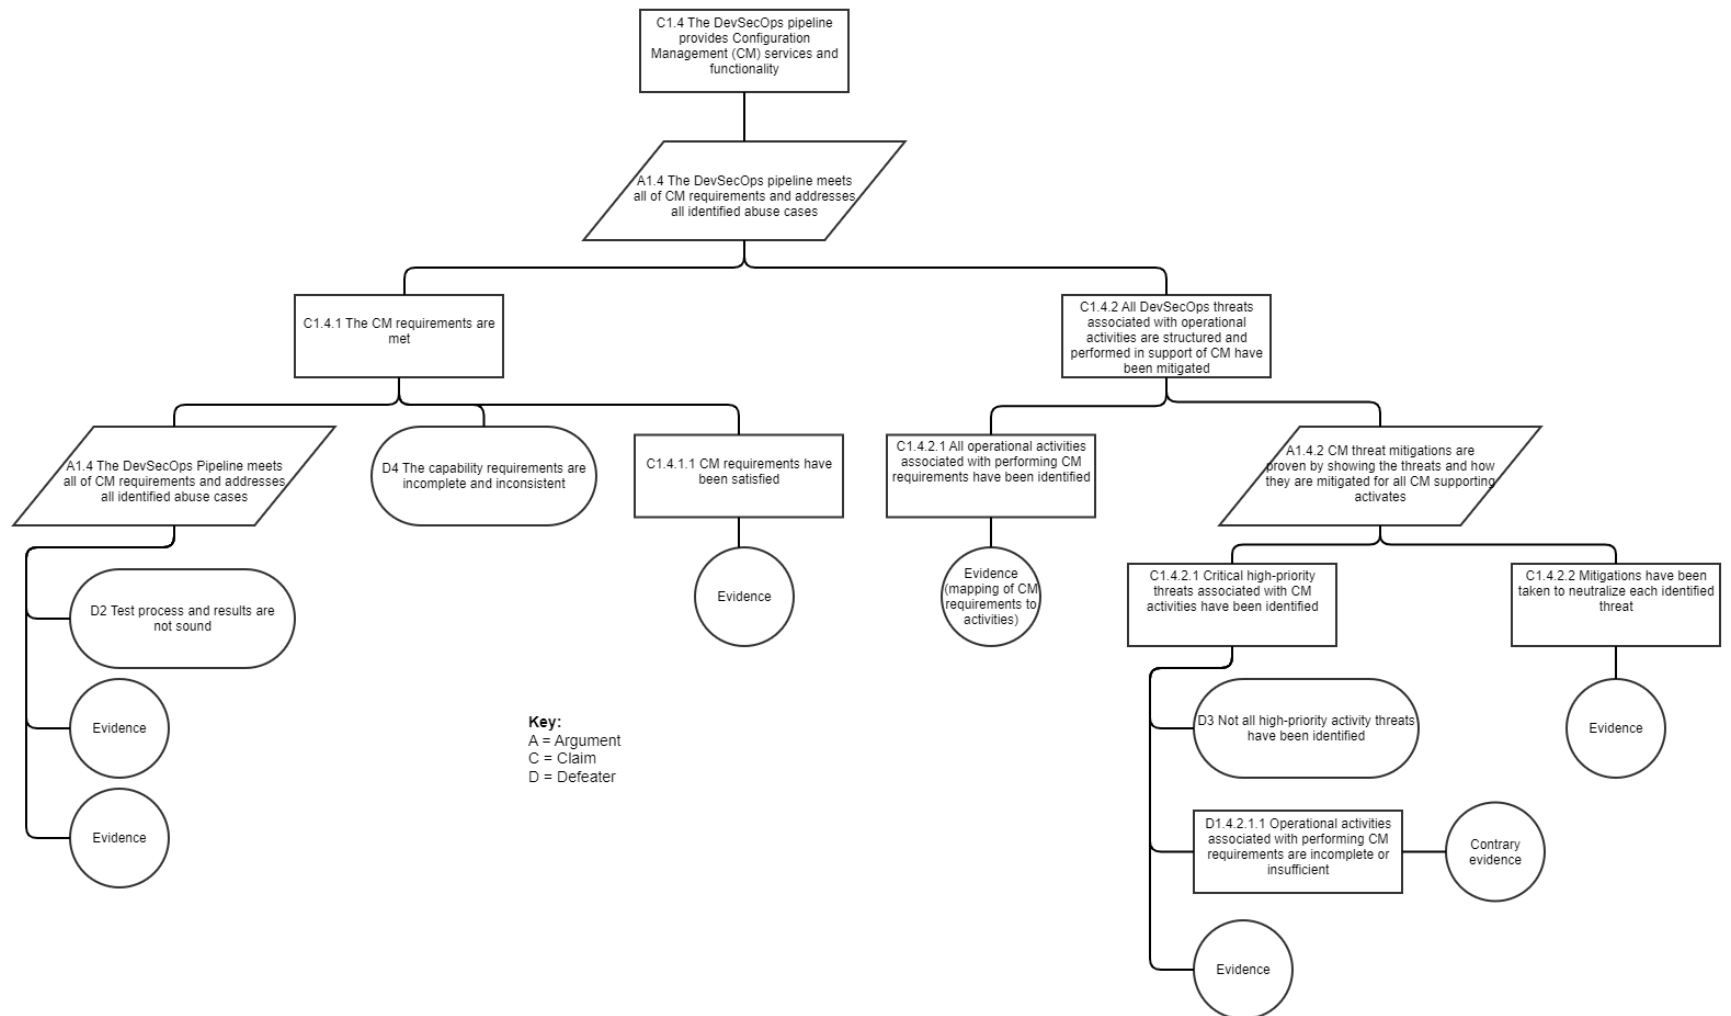 C1.4 The DevSecOps pipeline
provides Configuration
Management (CM) services and
functionality
A1.4 The DevSecOps pipeline meets
all of CM requirements and addresses
all identified abuse cases
C1.4.1 The CM requirements are
met
C1.4.2 All DevSecOps threats
associated with operational
activities are structured and
performed in support of CM have
been mitigated
A1.4 The DevSecOps Pipeline meets
all of CM requirements and addresses
all identified abuse cases
D4 The capability requirements are
incomplete and inconsistent
C1.4.1.1 CM requirements have
been satisfied
C1.4.2.1 All operational activities
associated with performing CM
requirements have been identified
A1.4.2 CM threat mitigations are
proven by showing the threats and how
they are mitigated for all CM supporting
activates
D2 Test process and results are
not sound
Evidence
Evidence
(mapping of CM
requirements to
activities)
C1.4.2.1 Critical high-priority
threats associated with CM
activities have been identified
C1.4.2.2 Mitigations have been
taken to neutralize each identified
threat
Evidence
Key:
A = Argument
C = Claim
D = Defeater
D3 Not all high-priority activity threats
have been identified
Evidence
Evidence
D1.4.2.1.1 Operational activities
associated with performing CM
requirements are incomplete or
insufficient
Contrary
evidence
Evidence